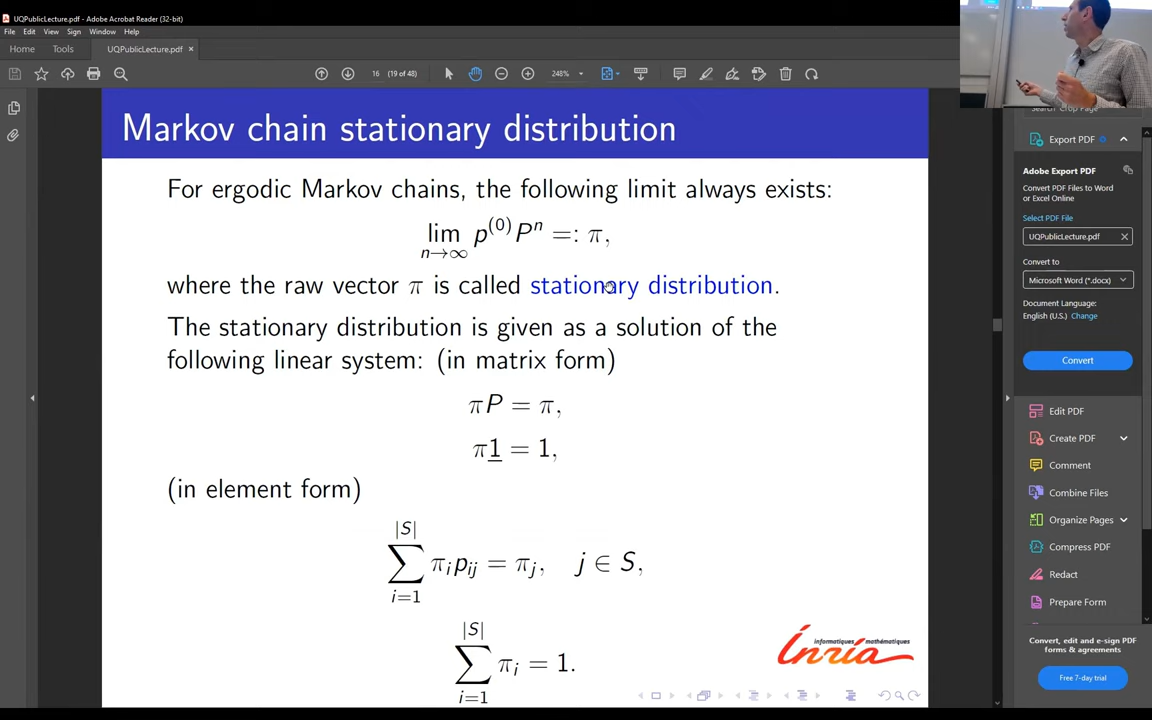 UQPublicLecture.pdf - Adobe Acrobat Reader (32-bit)
File Edit View Sign Window Help
Home Tools UQPublicLecture.pdf ×
16 (19 of 48) 248%
Markov chain stationary distribution
For ergodic Markov chains, the following limit always exists:
lim p^(0) P^n =: π,
n→∞
where the raw vector π is called stationary distribution.
The stationary distribution is given as a solution of the
following linear system: (in matrix form)
πP = π,
π1 = 1,
(in element form)
|S|
∑ π_i p_ij = π_j, j ∈ S,
i=1
|S|
∑ π_i = 1.
i=1
informatiques mathématiques
Inria
Search 'Crop Page'
Export PDF
Adobe Export PDF
Convert PDF Files to Word
or Excel Online
Select PDF File
UQPublicLecture.pdf
Convert to
Microsoft Word (*.docx)
Document Language:
English (U.S.) Change
Convert
Edit PDF
Create PDF
Comment
Combine Files
Organize Pages
Compress PDF
Redact
Prepare Form
Convert, edit and e-sign PDF
forms & agreements
Free 7-day trial